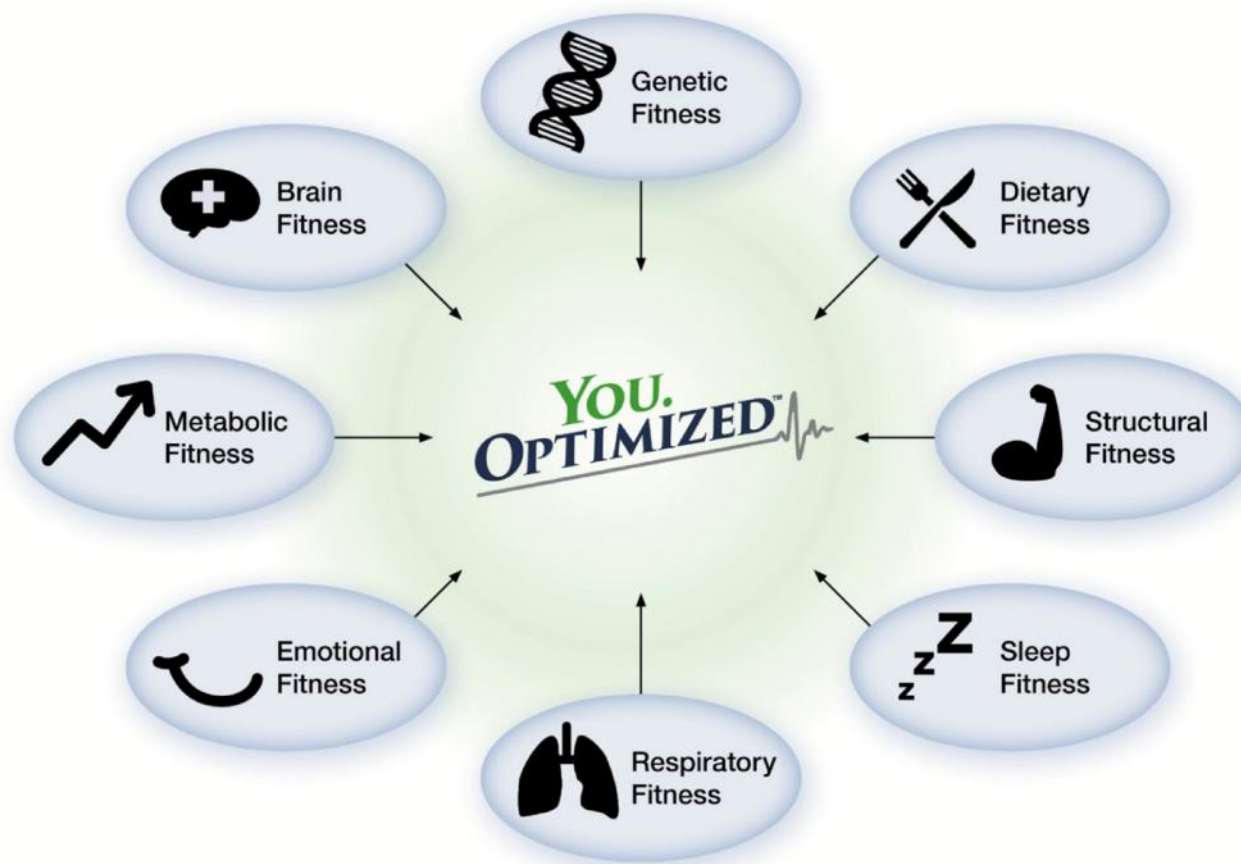 Genetic
Fitness
Brain
Fitness
Dietary
Fitness
Metabolic
Fitness
YOU.
OPTIMIZED™
Structural
Fitness
Emotional
Fitness
z z Z
Sleep
Fitness
Respiratory
Fitness